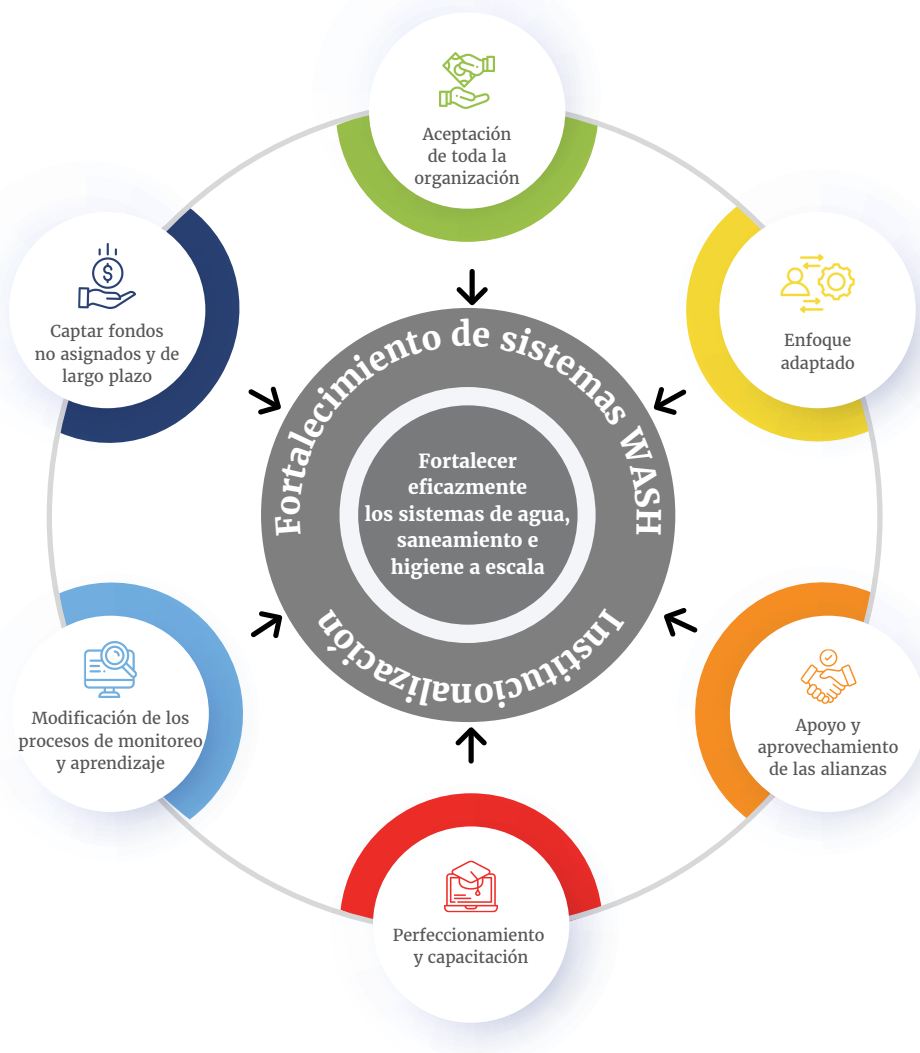 Aceptación
de toda la
organización
Enfoque
adaptado
Apoyo y
aprovechamiento
de las alianzas
Perfeccionamiento
y capacitación
Modificación de los
procesos de monitoreo
y aprendizaje
Captar fondos
no asignados y de
largo plazo
Fortalecimiento de sistemas WASH
Institucionalización
Fortalecer
eficazmente
los sistemas de agua,
saneamiento e
higiene a escala
$